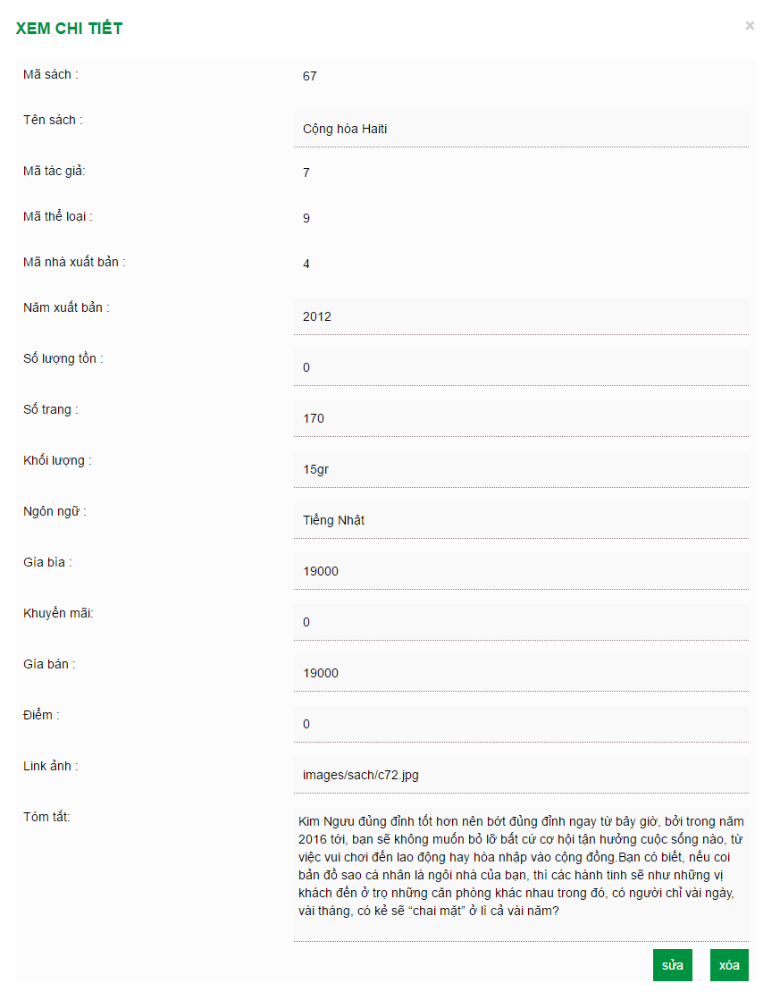 XEM CHI TIẾT
×
Mã sách : 67
Tên sách : Cộng hòa Haiti
Mã tác giả: 7
Mã thể loại : 9
Mã nhà xuất bản : 4
Năm xuất bản : 2012
Số lượng tồn : 0
Số trang : 170
Khối lượng : 15gr
Ngôn ngữ : Tiếng Nhật
Gía bìa : 19000
Khuyến mãi: 0
Gía bán : 19000
Điểm : 0
Link ảnh : images/sach/c72.jpg
Tóm tắt: Kim Ngưu đủng đỉnh tốt hơn nên bớt đủng đỉnh ngay từ bây giờ, bởi trong năm
2016 tới, bạn sẽ không muốn bỏ lỡ bất cứ cơ hội tận hưởng cuộc sống nào, từ
việc vui chơi đến lao động hay hòa nhập vào cộng đồng.Bạn có biết, nếu coi
bản đồ sao cá nhân là ngôi nhà của bạn, thì các hành tinh sẽ như những vị
khách đến ở trọ những căn phòng khác nhau trong đó, có người chỉ vài ngày,
vài tháng, có kẻ sẽ “chai mặt” ở lì cả vài năm?
sửa xóa